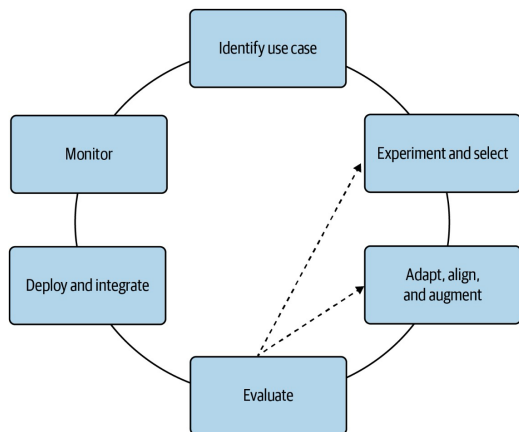 Identify use case
Experiment and select
Adapt, align,
and augment
Evaluate
Deploy and integrate
Monitor